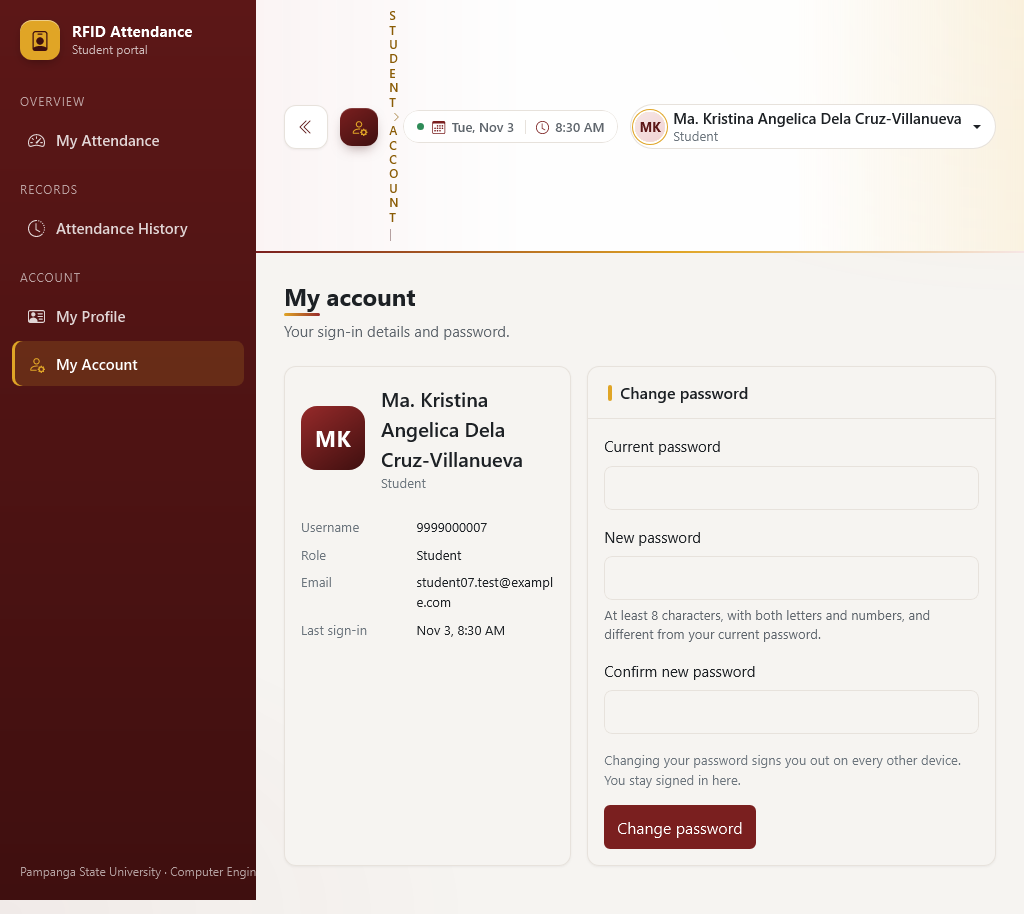 RFID Attendance
Student portal
OVERVIEW
My Attendance
RECORDS
Attendance History
ACCOUNT
My Profile
My Account
Pampanga State University · Computer Engin
STUDENT > ACCOUNT
Tue, Nov 3
8:30 AM
MK
Ma. Kristina Angelica Dela Cruz-Villanueva
Student
My account
Your sign-in details and password.
MK
Ma. Kristina
Angelica Dela
Cruz-Villanueva
Student
Username 9999000007
Role Student
Email student07.test@exampl
e.com
Last sign-in Nov 3, 8:30 AM
Change password
Current password
New password
At least 8 characters, with both letters and numbers, and
different from your current password.
Confirm new password
Changing your password signs you out on every other device.
You stay signed in here.
Change password